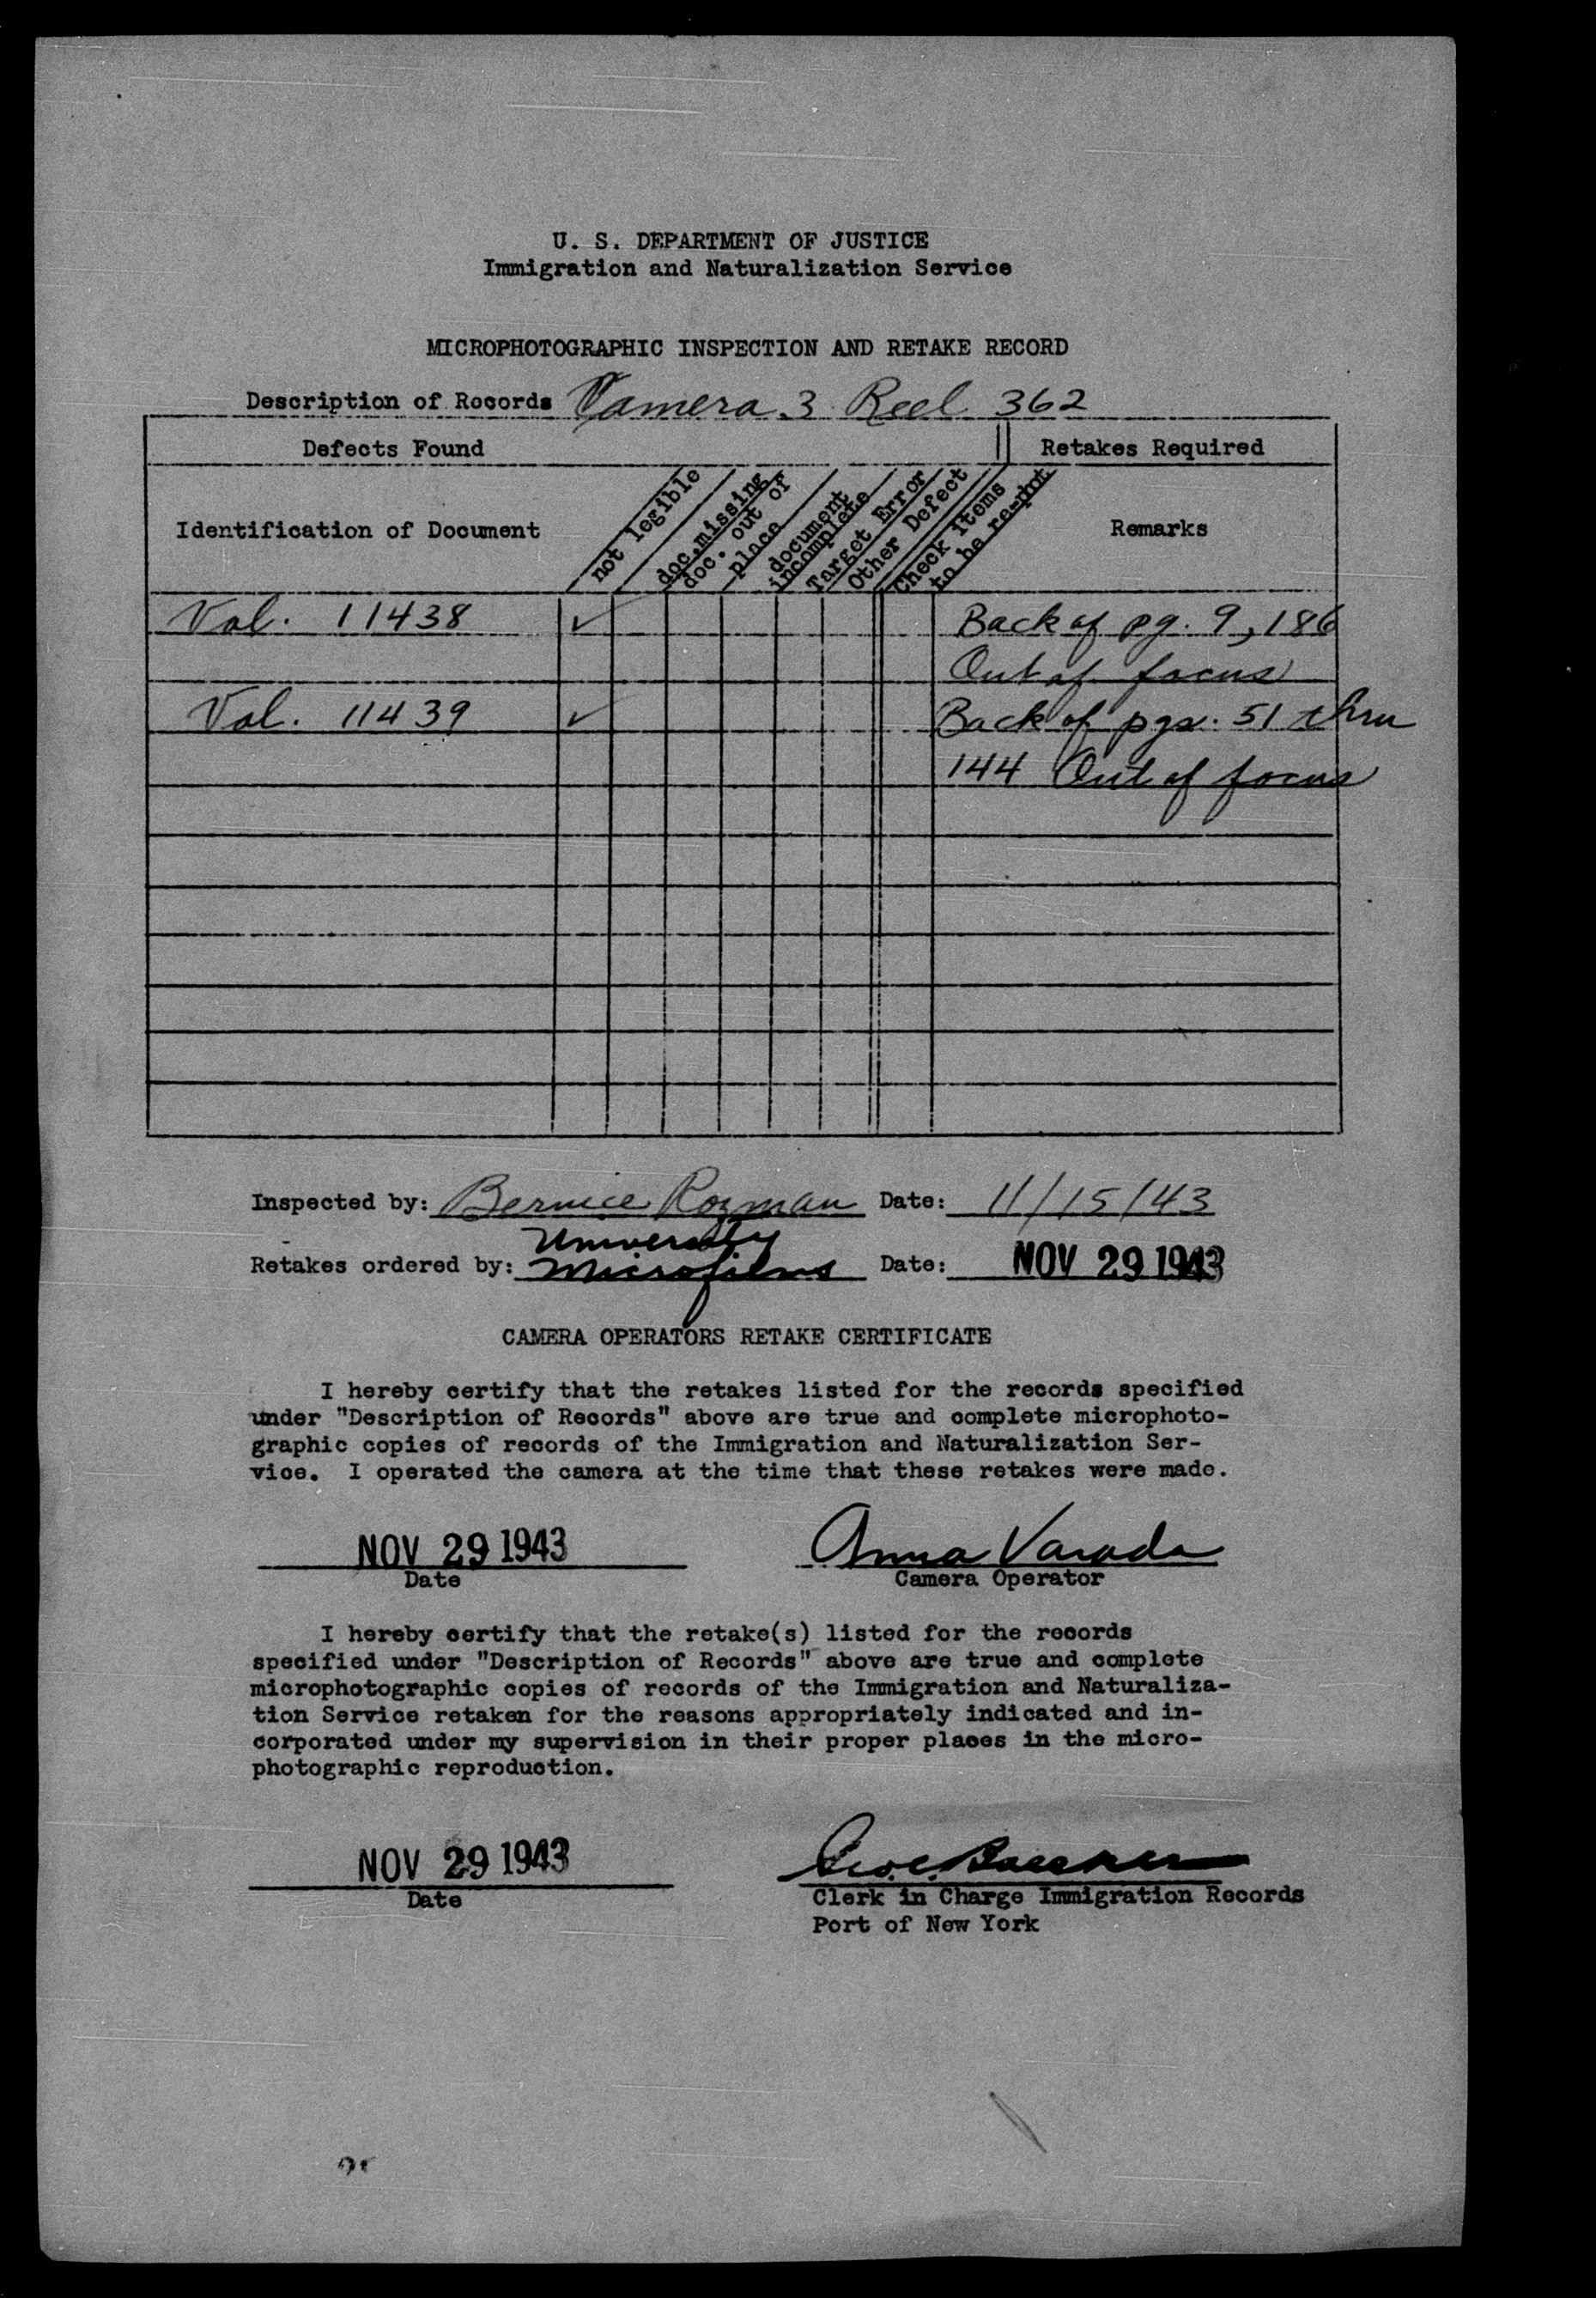 U. S. DEPARTMENT OF JUSTICE
Immigration and Naturalization Service
MICROPHOTOGRAPHIC INSPECTION AND RETAKE RECORD
Description of Records Camera 3 Reel 362
Defects Found
Retakes Required
Identification of Document
not legible
doc. missing
doc. out of
place
document
incomplete
Target Error
Other Defect
Check Items
to be re-phot
Remarks
Vol. 11438 ✓ Back of pg. 9, 186
Out of focus
Vol. 11439 ✓ Back of pgs. 51 thru
144 Out of focus
Inspected by: Bernice Rozman Date: 11/15/43
University
Retakes ordered by: Microfilms Date: NOV 29 1943
CAMERA OPERATORS RETAKE CERTIFICATE
I hereby certify that the retakes listed for the records specified
under "Description of Records" above are true and complete microphoto-
graphic copies of records of the Immigration and Naturalization Ser-
vice. I operated the camera at the time that these retakes were made.
NOV 29 1943 Anna Varada
Date Camera Operator
I hereby certify that the retake(s) listed for the records
specified under "Description of Records" above are true and complete
microphotographic copies of records of the Immigration and Naturaliza-
tion Service retaken for the reasons appropriately indicated and in-
corporated under my supervision in their proper places in the micro-
photographic reproduction.
NOV 29 1943
Date
Clerk in Charge Immigration Records
Port of New York